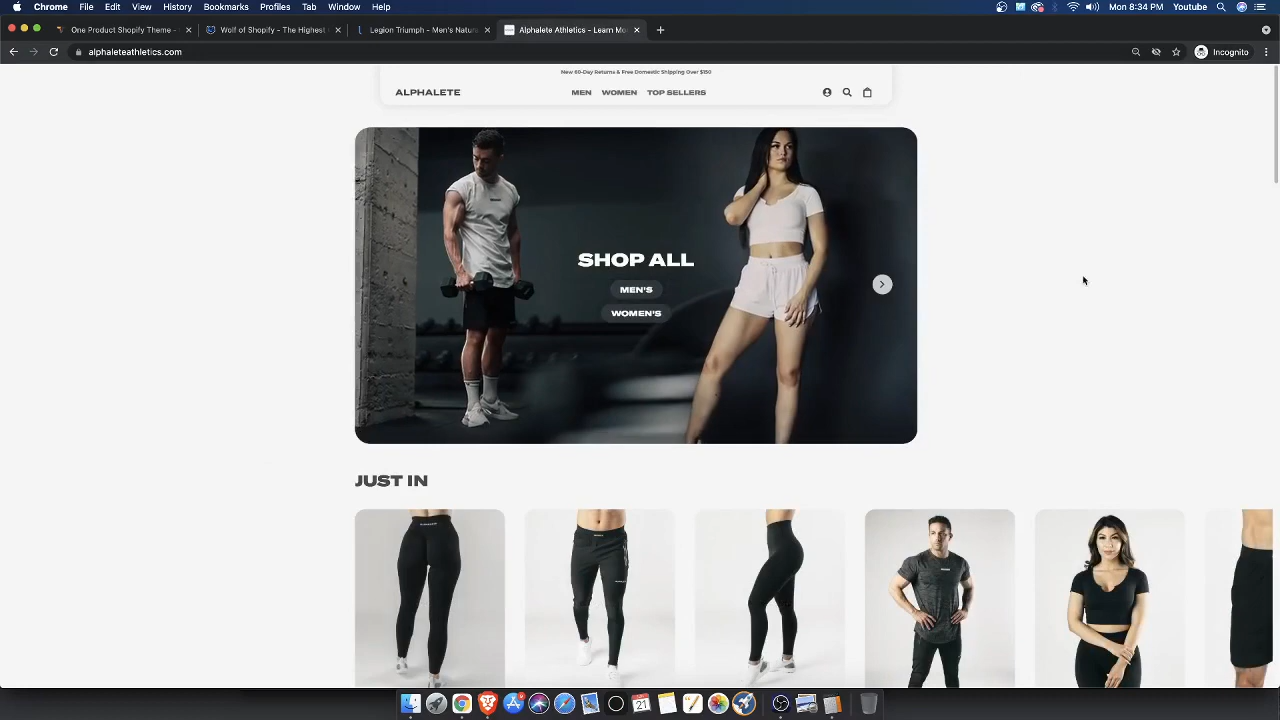 Chrome File Edit View History Bookmarks Profiles Tab Window Help
Mon 8:34 PM Youtube
One Product Shopify Theme -
Wolf of Shopify - The Highest
Legion Triumph - Men's Natur
Alphalete Athletics - Learn Mo
alphaleteathletics.com
Incognito
New 60-Day Returns & Free Domestic Shipping Over $150
ALPHALETE
MEN WOMEN TOP SELLERS
SHOP ALL
MEN'S
WOMEN'S
JUST IN
21